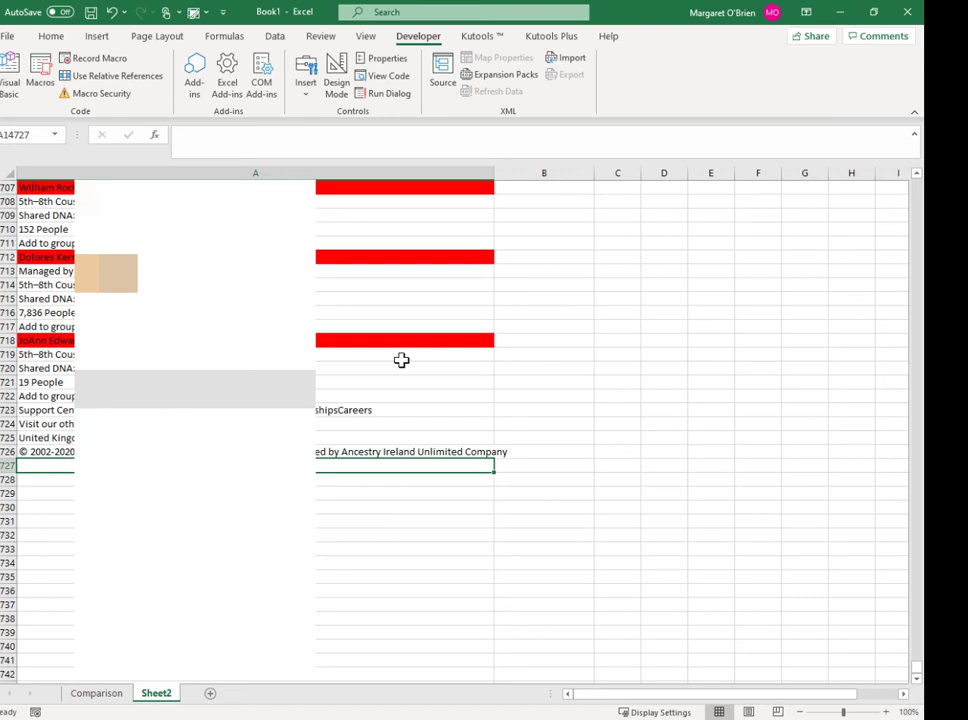 AutoSave Off Book1 - Excel Search Margaret O'Brien MO
File Home Insert Page Layout Formulas Data Review View Developer Kutools ™ Kutools Plus Help Share Comments
Visual Basic Macros Record Macro Use Relative References Macro Security Add-ins Excel Add-ins COM Add-ins Insert Design Mode Properties View Code Run Dialog Source Map Properties Expansion Packs Refresh Data Import Export
Code Add-ins Controls XML
A14727 fx
A B C D E F G H I
707 William Roc
708 5th–8th Cous
709 Shared DNA:
710 152 People
711 Add to group
712 Dolores Ken
713 Managed by
714 5th–8th Cous
715 Shared DNA:
716 7,836 People
717 Add to group
718 JoAnn Edwa
719 5th–8th Cous
720 Shared DNA:
721 19 People
722 Add to group
723 Support Cen shipsCareers
724 Visit our oth
725 United Kingd
726 © 2002-2020 ed by Ancestry Ireland Unlimited Company
727
728
729
730
731
732
733
734
735
736
737
738
739
740
741
742
Comparison Sheet2
eady Display Settings 100%